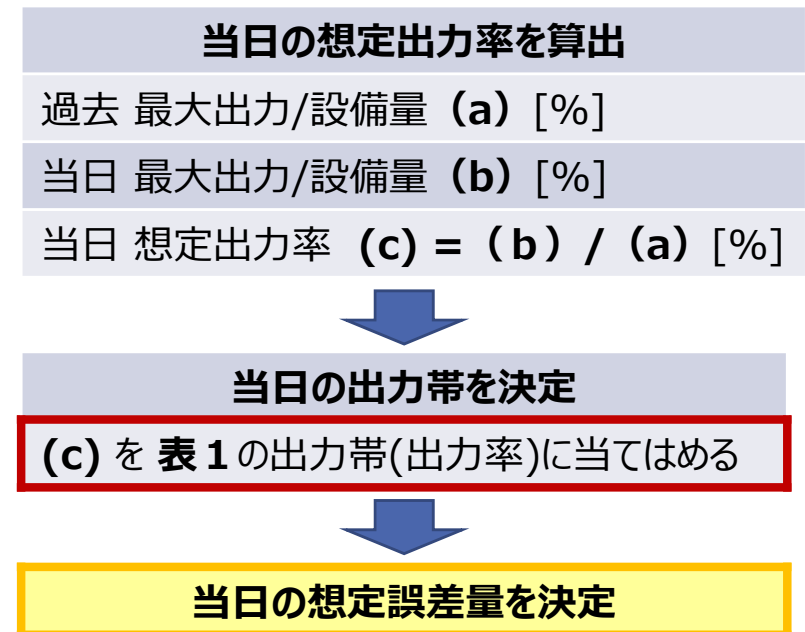 当日の想定出力率を算出
過去 最大出力/設備量（a）[%]
当日 最大出力/設備量（b）[%]
当日 想定出力率 (c) =（b）/（a）[%]
当日の出力帯を決定
(c) を 表１の出力帯(出力率)に当てはめる
当日の想定誤差量を決定